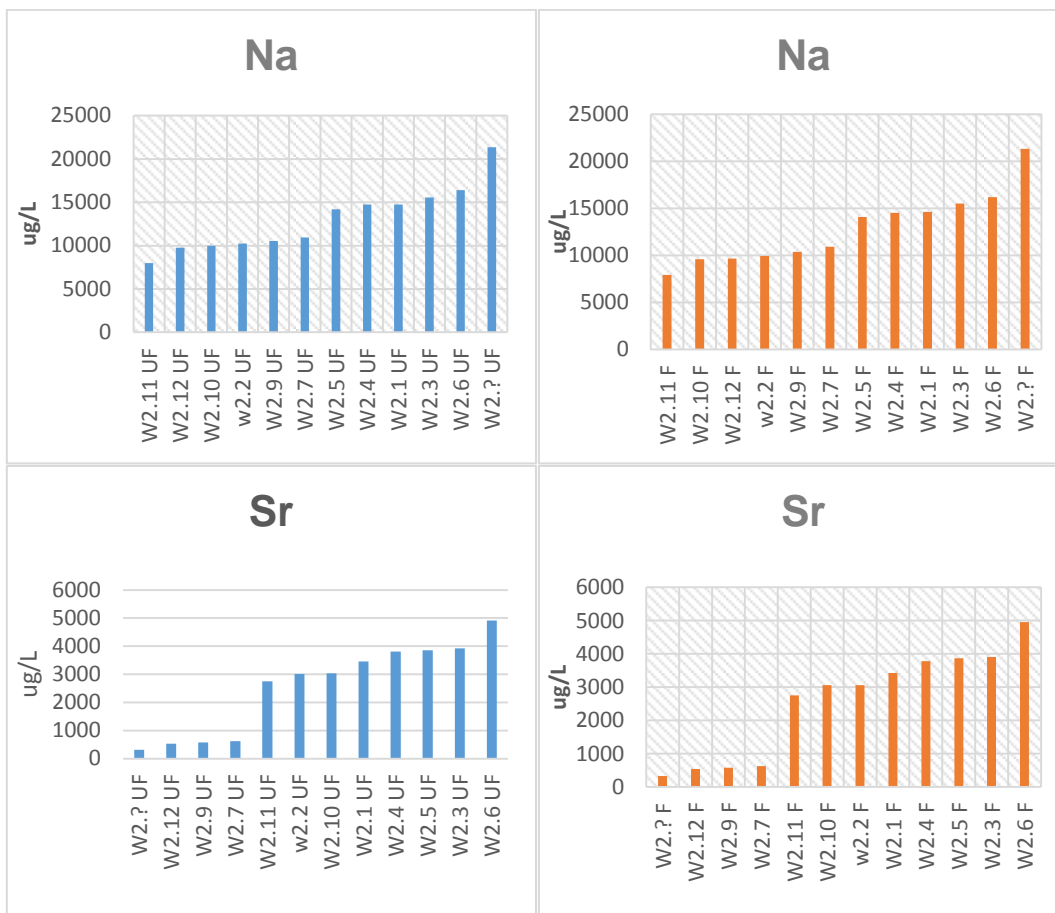 Na
25000
20000
15000
10000
5000
0
ug/L
W2.11 UF
W2.12 UF
W2.10 UF
w2.2 UF
W2.9 UF
W2.7 UF
W2.5 UF
W2.4 UF
W2.1 UF
W2.3 UF
W2.6 UF
W2.? UF
Na
25000
20000
15000
10000
5000
0
ug/L
W2.11 F
W2.10 F
W2.12 F
w2.2 F
W2.9 F
W2.7 F
W2.5 F
W2.4 F
W2.1 F
W2.3 F
W2.6 F
W2.? F
Sr
6000
5000
4000
3000
2000
1000
0
ug/L
W2.? UF
W2.12 UF
W2.9 UF
W2.7 UF
W2.11 UF
w2.2 UF
W2.10 UF
W2.1 UF
W2.4 UF
W2.5 UF
W2.3 UF
W2.6 UF
Sr
6000
5000
4000
3000
2000
1000
0
ug/L
W2.? F
W2.12 F
W2.9 F
W2.7 F
W2.11 F
W2.10 F
w2.2 F
W2.1 F
W2.4 F
W2.5 F
W2.3 F
W2.6 F